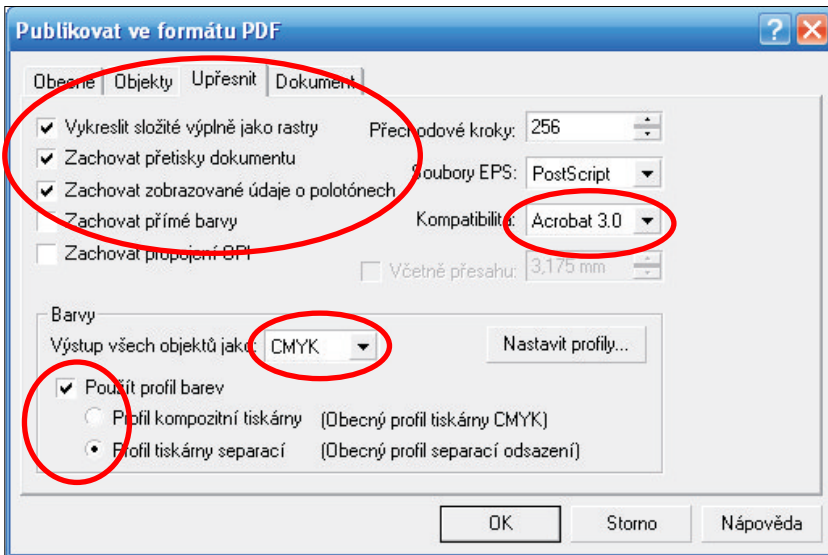 Publikovat ve formátu PDF
Obecné Objekty Upřesnit Dokument
Vykreslit složité výplně jako rastry Přechodové kroky: 256
Zachovat přetisky dokumentu Soubory EPS: PostScript
Zachovat zobrazované údaje o polotónech
Zachovat přímé barvy Kompatibilita: Acrobat 3.0
Zachovat propojení OPI
Včetně přesahu: 3,175 mm
Barvy
Výstup všech objektů jako: CMYK Nastavit profily...
Použít profil barev
Profil kompozitní tiskárny (Obecný profil tiskárny CMYK)
Profil tiskárny separací (Obecný profil separací odsazení)
OK Storno Nápověda